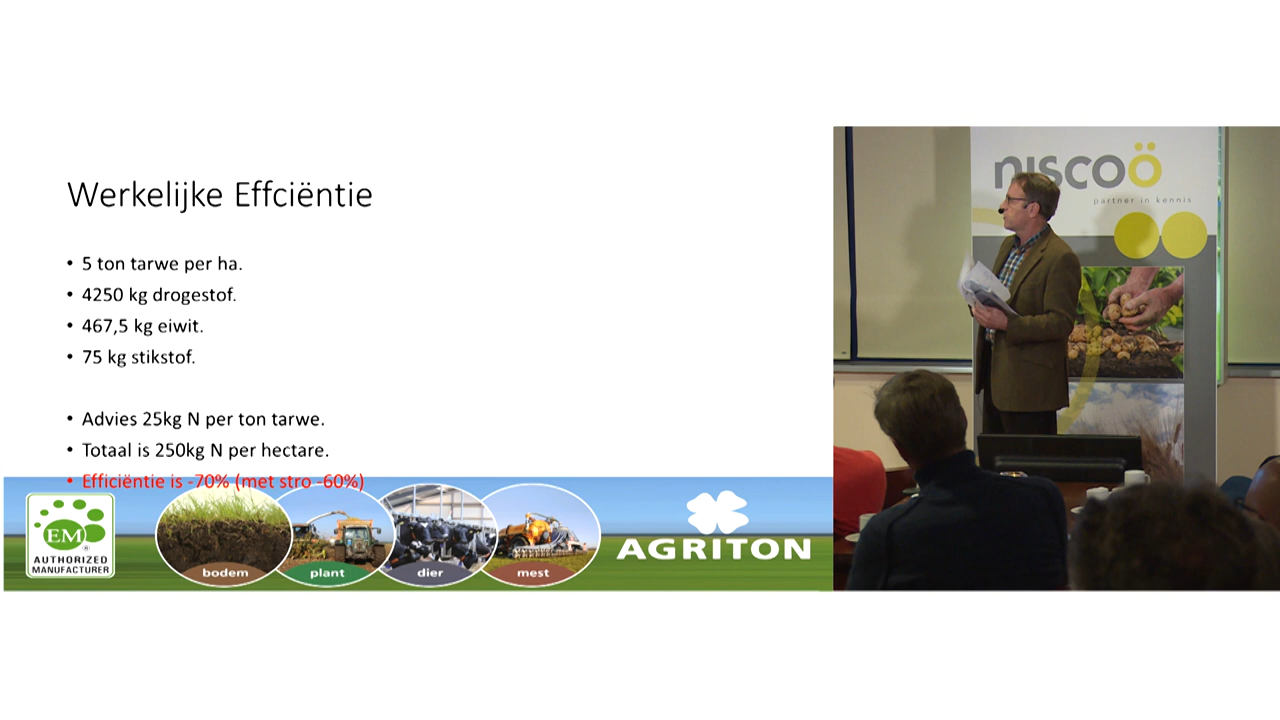 Werkelijke Effciëntie
• 5 ton tarwe per ha.
• 4250 kg drogestof.
• 467,5 kg eiwit.
• 75 kg stikstof.
• Advies 25kg N per ton tarwe.
• Totaal is 250kg N per hectare.
• Efficiëntie is -70% (met stro -60%)
EM®
AUTHORIZED
MANUFACTURER
bodem
plant
dier
mest
AGRITON
niscoö
partner in kennis